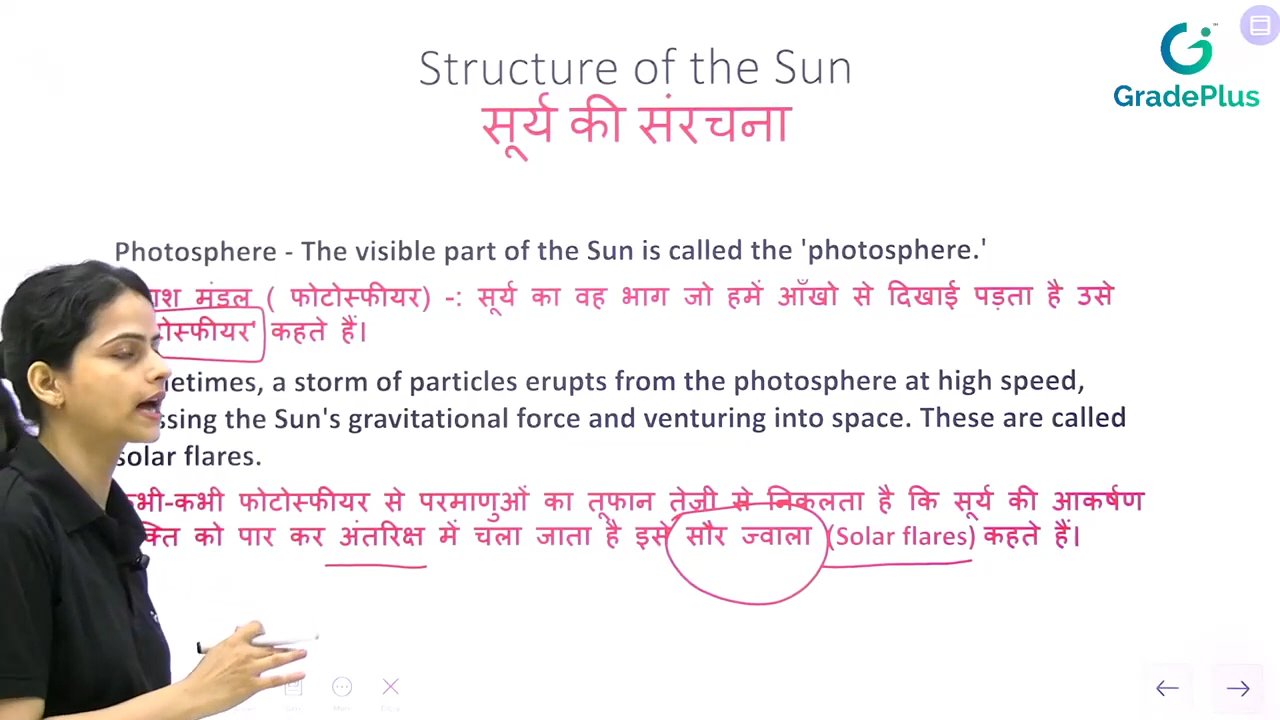 Structure of the Sun
सूर्य की संरचना
GradePlus
Photosphere - The visible part of the Sun is called the 'photosphere.'
मंडल ( फोटोस्फीयर) -: सूर्य का वह भाग जो हमें आँखो से दिखाई पड़ता है उसे
कहते हैं।
a storm of particles erupts from the photosphere at high speed,
the Sun's gravitational force and venturing into space. These are called
solar flares.
फोटोस्फीयर से परमाणुओं का तूफान तेज़ी से निकलता है कि सूर्य की आकर्षण
को पार कर अंतरिक्ष में चला जाता है इसे सौर ज्वाला (Solar flares) कहते हैं।